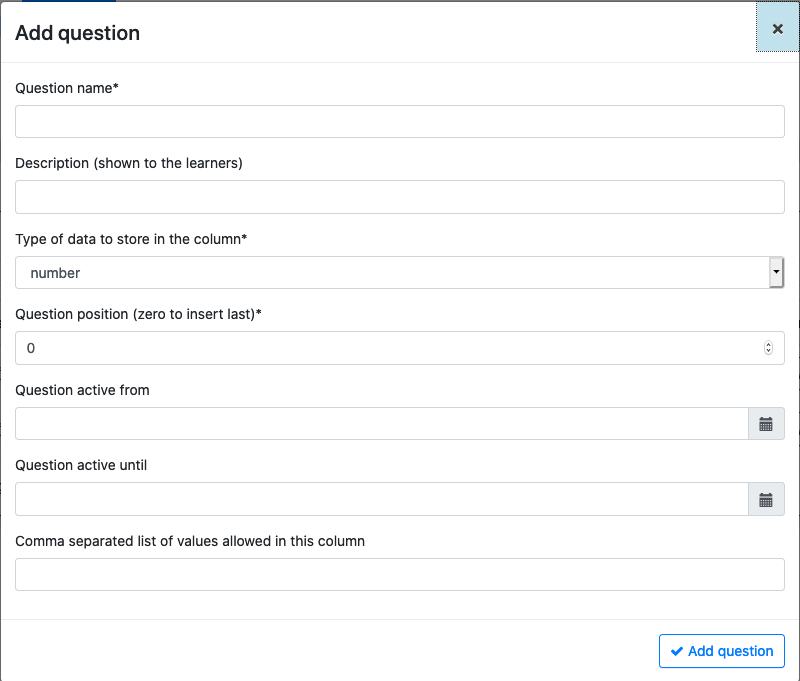 Add question
×
Question name*
Description (shown to the learners)
Type of data to store in the column*
number
Question position (zero to insert last)*
0
Question active from
Question active until
Comma separated list of values allowed in this column
Add question